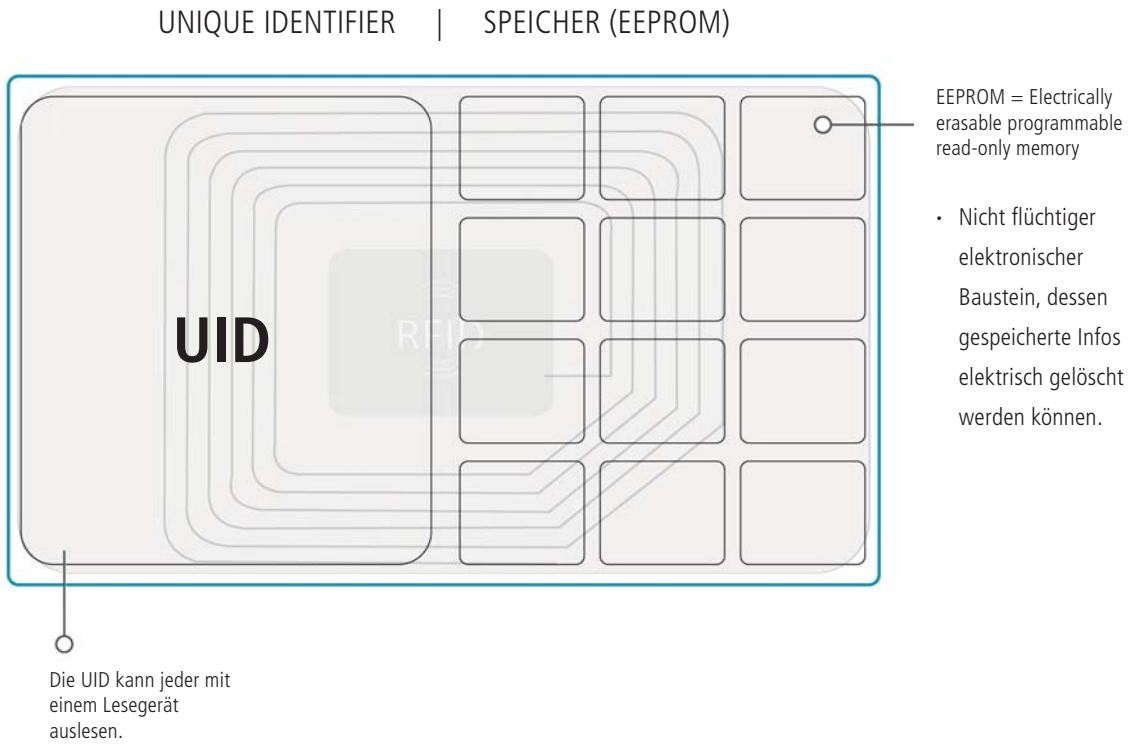 UNIQUE IDENTIFIER | SPEICHER (EEPROM)
EEPROM = Electrically
erasable programmable
read-only memory
• Nicht flüchtiger
elektronischer
Baustein, dessen
gespeicherte Infos
elektrisch gelöscht
werden können.
UID
RFID
Die UID kann jeder mit
einem Lesegerät
auslesen.